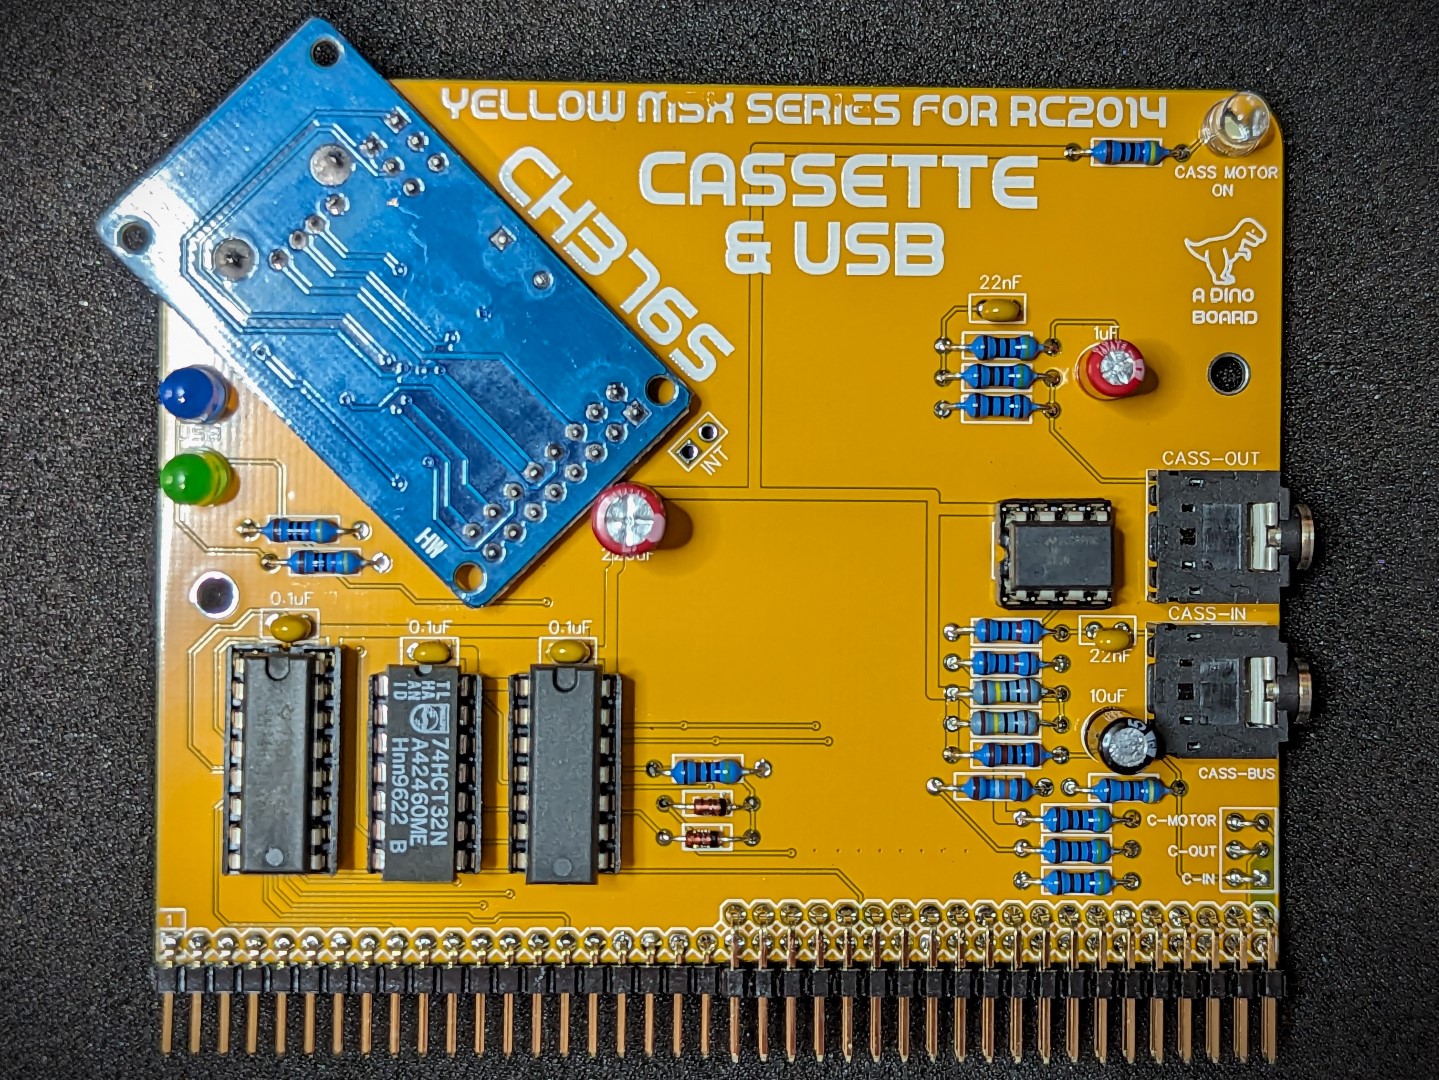 YELLOW MSX SERIES FOR RC2014
CASSETTE
& USB
CH376S
CASS MOTOR
ON
A DINO
BOARD
22nF
1uF
INT
HW
CASS-OUT
CASS-IN
22nF
10uF
CASS-BUS
C-MOTOR
C-OUT
C-IN
0.1uF
0.1uF
0.1uF
74HCT32N
A42460ME
Hnn9622 B
1